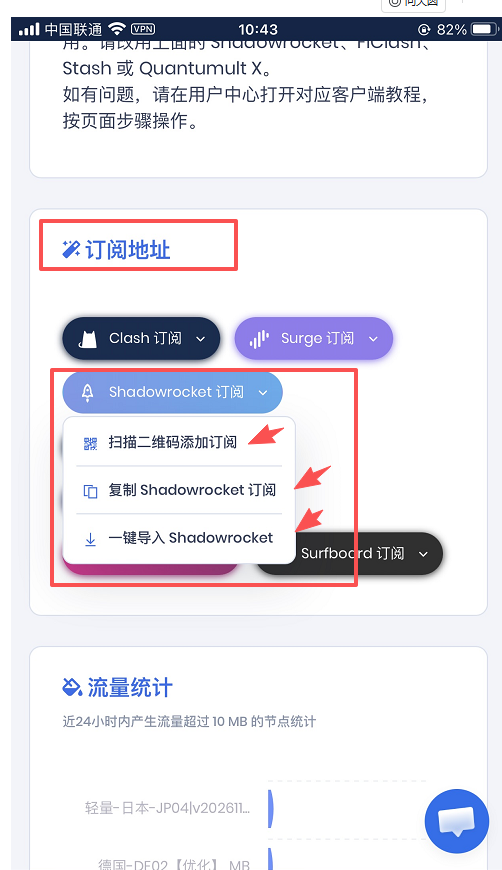 问天图
中国联通 VPN 10:43 82%
用。请改用上面的 Shadowrocket、FlClash、
Stash 或 Quantumult X。
如有问题，请在用户中心打开对应客户端教程，
按页面步骤操作。
订阅地址
Clash 订阅
Surge 订阅
Shadowrocket 订阅
扫描二维码添加订阅
复制 Shadowrocket 订阅
一键导入 Shadowrocket
Surfboard 订阅
流量统计
近24小时内产生流量超过 10 MB 的节点统计
轻量-日本-JP04|v202611...
德国-DE02【优化】 MB